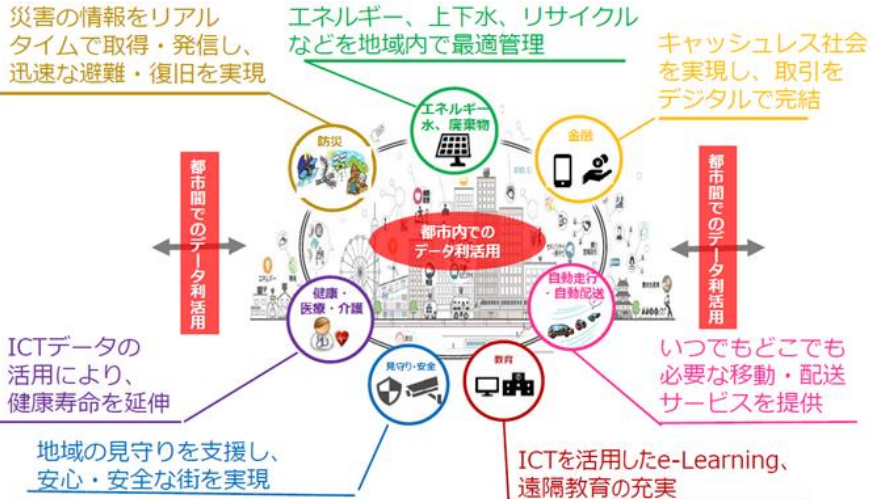 災害の情報をリアル
タイムで取得・発信し、
迅速な避難・復旧を実現
エネルギー、上下水、リサイクル
などを地域内で最適管理
キャッシュレス社会
を実現し、取引を
デジタルで完結
防災
エネルギー
水、廃棄物
金融
都市間でのデータ利活用
都市内での
データ利活用
都市間でのデータ利活用
健康・
医療・介護
自動走行
・自動配送
見守り・安全
教育
ICTデータの
活用により、
健康寿命を延伸
いつでもどこでも
必要な移動・配送
サービスを提供
地域の見守りを支援し、
安心・安全な街を実現
ICTを活用したe-Learning、
遠隔教育の充実